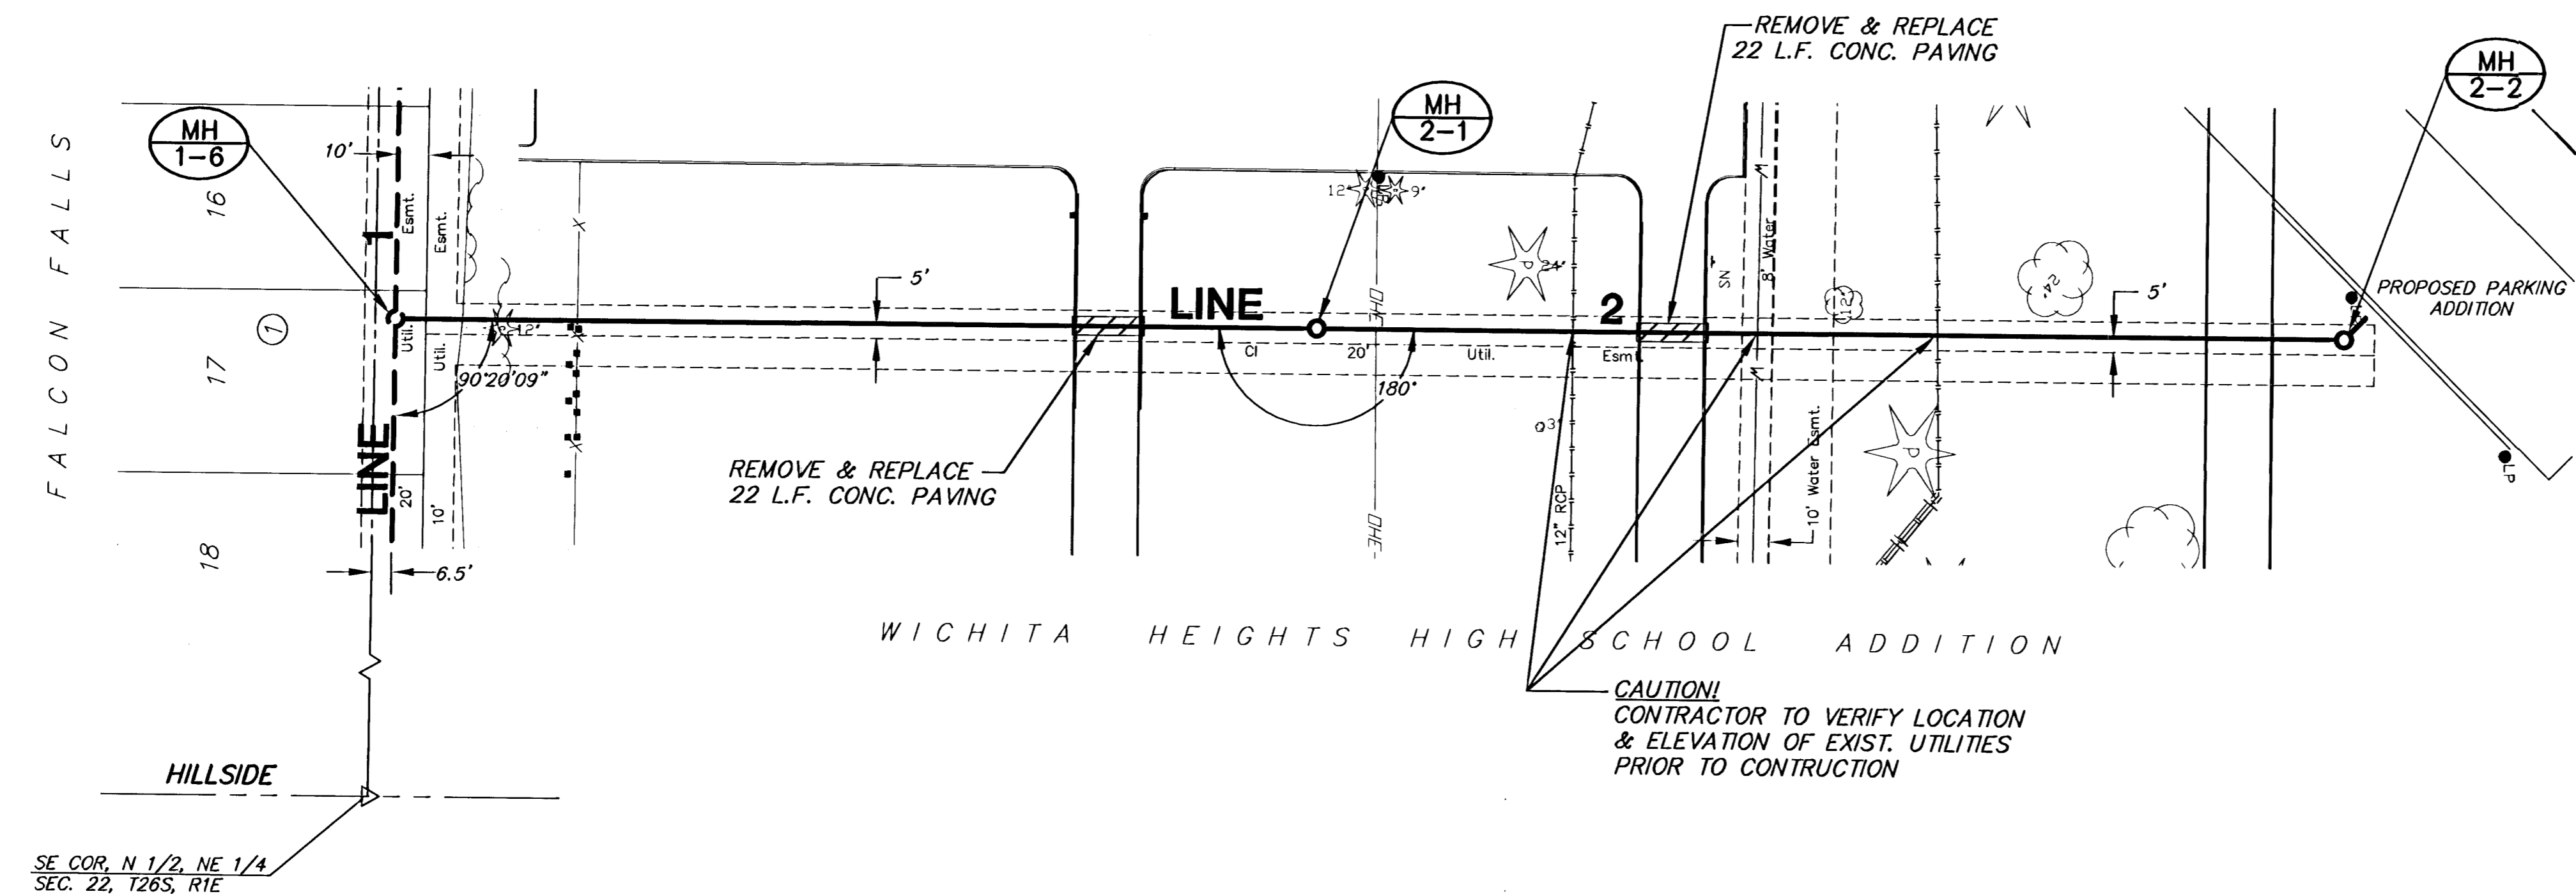 REMOVE & REPLACE
22 L.F. CONC. PAVING
MH
2-2
MH
2-1
MH
1-6
10'
FALCON FALLS
16
17
18
1
Esmt.
Esmt.
1
LINE
Util.
Util.
20'
10'
6.5'
90°20'09"
12"
X
X
5'
LINE
2
CI
20'
Util.
Esmt.
180°
12"
9"
OHE
OHE
P
24"
3"
12" RCP
SN
W
8" Water
W
10' Water Esmt.
12"
24"
P
5'
PROPOSED PARKING
ADDITION
LP
REMOVE & REPLACE
22 L.F. CONC. PAVING
WICHITA HEIGHTS HIGH SCHOOL ADDITION
CAUTION!
CONTRACTOR TO VERIFY LOCATION
& ELEVATION OF EXIST. UTILITIES
PRIOR TO CONTRUCTION
HILLSIDE
SE COR, N 1/2, NE 1/4
SEC. 22, T26S, R1E